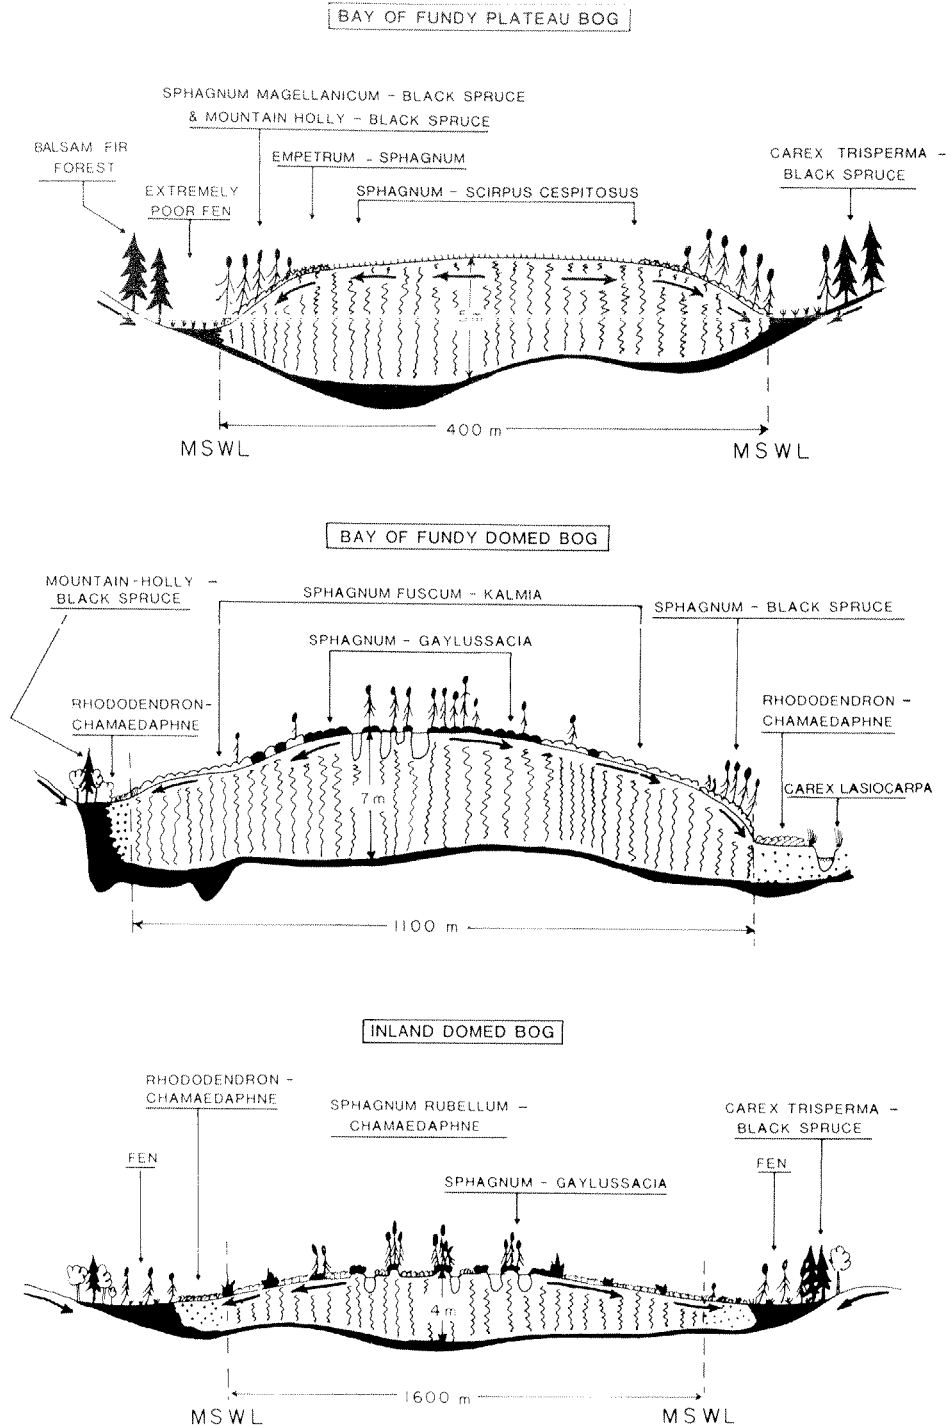 BAY OF FUNDY PLATEAU BOG
SPHAGNUM MAGELLANICUM - BLACK SPRUCE
& MOUNTAIN HOLLY - BLACK SPRUCE
BALSAM FIR
FOREST
EMPETRUM - SPHAGNUM
CAREX TRISPERMA -
BLACK SPRUCE
EXTREMELY
POOR FEN
SPHAGNUM - SCIRPUS CESPITOSUS
5 m
400 m
MSWL
MSWL
BAY OF FUNDY DOMED BOG
MOUNTAIN-HOLLY -
BLACK SPRUCE
SPHAGNUM FUSCUM - KALMIA
SPHAGNUM - BLACK SPRUCE
SPHAGNUM - GAYLUSSACIA
RHODODENDRON-
CHAMAEDAPHNE
RHODODENDRON -
CHAMAEDAPHNE
CAREX LASIOCARPA
7 m
1100 m
INLAND DOMED BOG
RHODODENDRON -
CHAMAEDAPHNE
SPHAGNUM RUBELLUM -
CHAMAEDAPHNE
CAREX TRISPERMA -
BLACK SPRUCE
FEN
FEN
SPHAGNUM - GAYLUSSACIA
4 m
1600 m
MSWL
MSWL